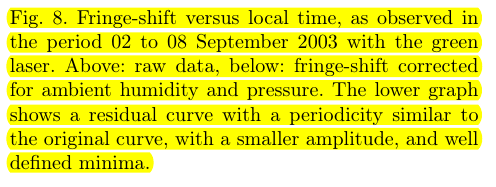 Fig. 8. Fringe-shift versus local time, as observed in
the period 02 to 08 September 2003 with the green
laser. Above: raw data, below: fringe-shift corrected
for ambient humidity and pressure. The lower graph
shows a residual curve with a periodicity similar to
the original curve, with a smaller amplitude, and well
defined minima.